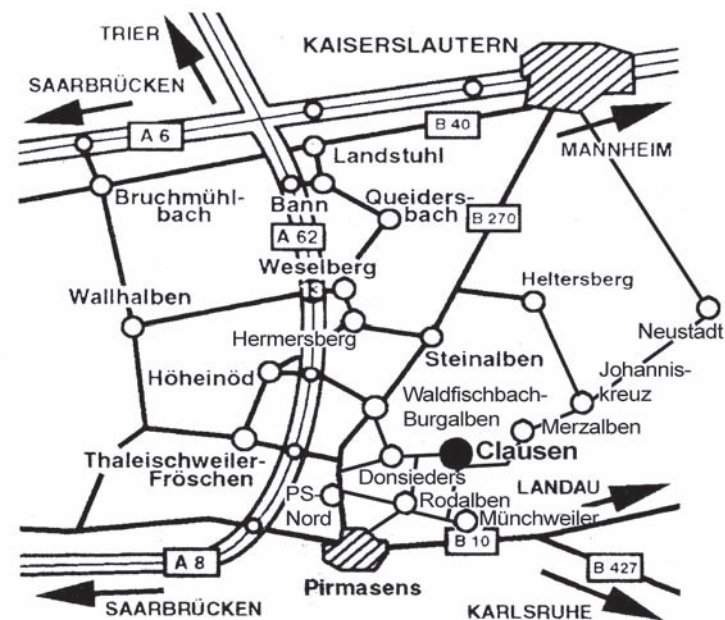 TRIER
KAISERSLAUTERN
SAARBRÜCKEN
A 6
B 40
MANNHEIM
Landstuhl
Bruchmühl-
bach
Bann
Queiders-
bach
B 270
A 62
Weselberg
13
Heltersberg
Wallhalben
Hermersberg
Neustadt
Steinalben
Johannis-
kreuz
Höheinöd
Waldfischbach-
Burgalben
Merzalben
Clausen
Thaleischweiler-
Fröschen
Donsieders
LANDAU
PS-
Nord
Rodalben
Münchweiler
B 10
A 8
B 427
Pirmasens
SAARBRÜCKEN
KARLSRUHE